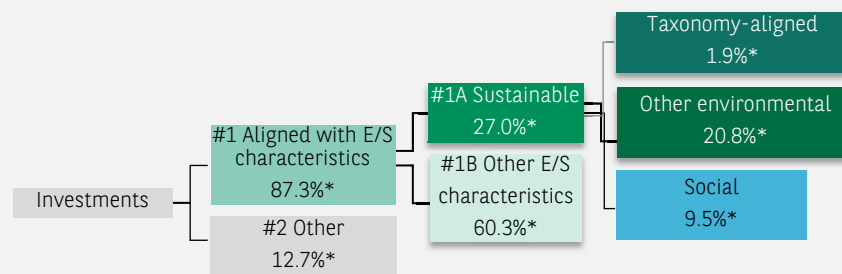 Taxonomy-aligned
1.9%*
#1A Sustainable
27.0%*
Other environmental
20.8%*
#1 Aligned with E/S
characteristics
87.3%*
#1B Other E/S
characteristics
60.3%*
Social
9.5%*
Investments
#2 Other
12.7%*